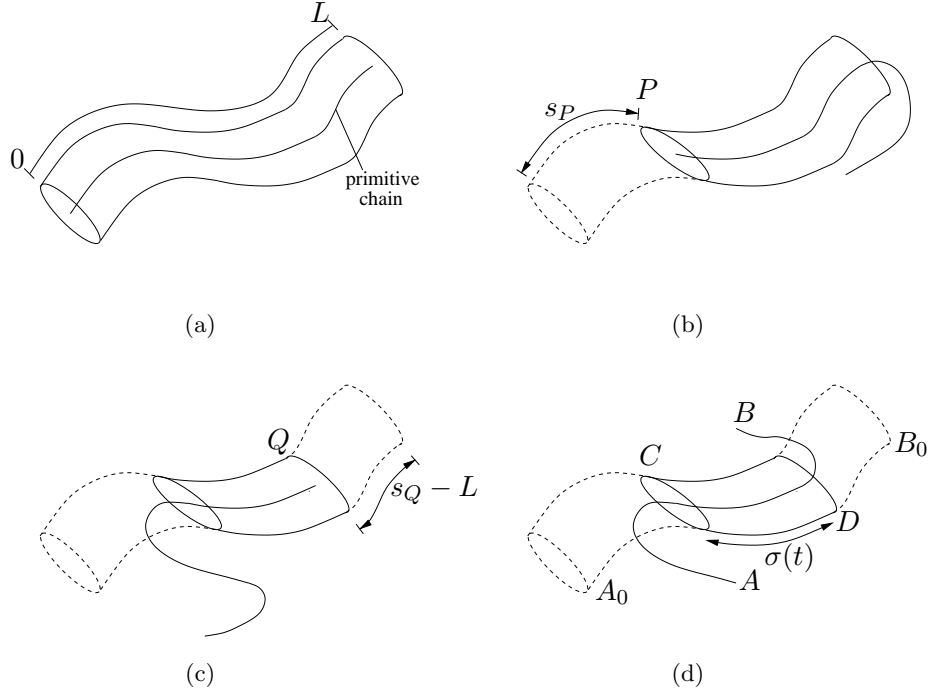 L
0
primitive
chain
(a)
s_P
P
(b)
Q
s_Q − L
(c)
B
B_0
C
D
σ(t)
A
A_0
(d)